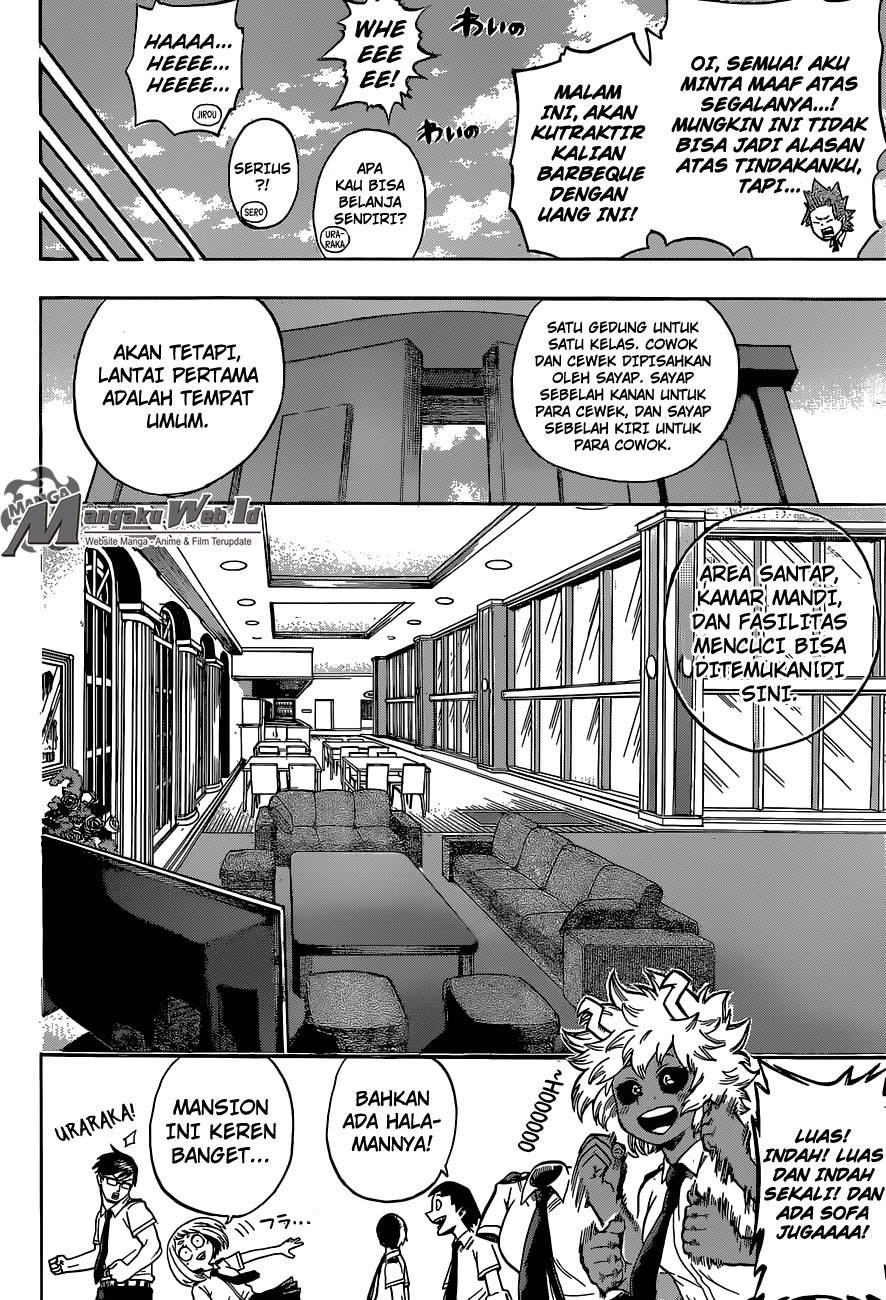 OI, SEMUA! AKU
MINTA MAAF ATAS
SEGALANYA...!
MUNGKIN INI TIDAK
BISA JADI ALASAN
ATAS TINDAKANKU,
TAPI...
MALAM
INI, AKAN
KUTRAKTIR
KALIAN
BARBEQUE
DENGAN
UANG INI!
わいの
わいの
WHE
EEE
EE!
APA
KAU BISA
BELANJA
SENDIRI?
URA-
RAKA
HAAAA...
HEEEE...
HEEEE...
JIROU
SERIUS
?!
SERO
SATU GEDUNG UNTUK
SATU KELAS. COWOK
DAN CEWEK DIPISAHKAN
OLEH SAYAP. SAYAP
SEBELAH KANAN UNTUK
PARA CEWEK, DAN SAYAP
SEBELAH KIRI UNTUK
PARA COWOK.
AKAN TETAPI,
LANTAI PERTAMA
ADALAH TEMPAT
UMUM.
MANGA
Mangaku Web Id
Website Manga - Anime & Film Terupdate
AREA SANTAP,
KAMAR MANDI,
DAN FASILITAS
MENCUCI BISA
DITEMUKANIDI
SINI.
LUAS!
INDAH! LUAS
DAN INDAH
SEKALI! DAN
ADA SOFA
JUGAAAA!
OOOOOOH~
BAHKAN
ADA HALA-
MANNYA!
MANSION
INI KEREN
BANGET...
フラ...
URARAKA!